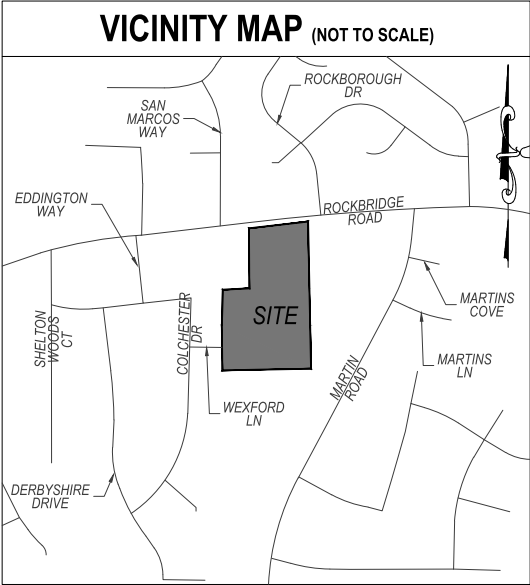 VICINITY MAP (NOT TO SCALE)
ROCKBOROUGH
DR
SAN
MARCOS
WAY
EDDINGTON
WAY
ROCKBRIDGE
ROAD
SHELTON
WOODS
CT
COLCHESTER
DR
SITE
MARTINS
COVE
MARTINS
LN
MARTIN
ROAD
WEXFORD
LN
DERBYSHIRE
DRIVE